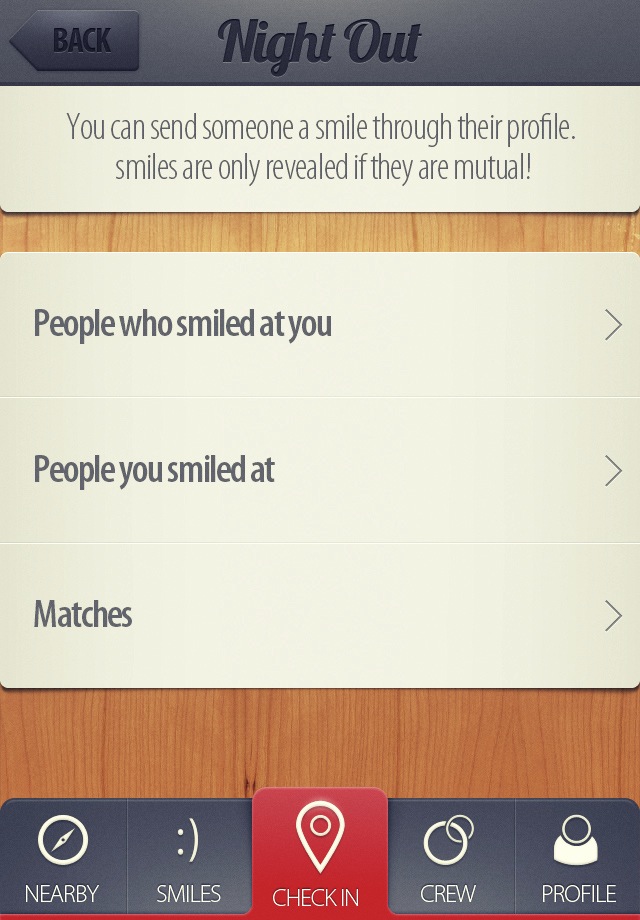 BACK
Night Out
You can send someone a smile through their profile.
smiles are only revealed if they are mutual!
People who smiled at you
People you smiled at
Matches
:)
NEARBY
SMILES
CHECK IN
CREW
PROFILE